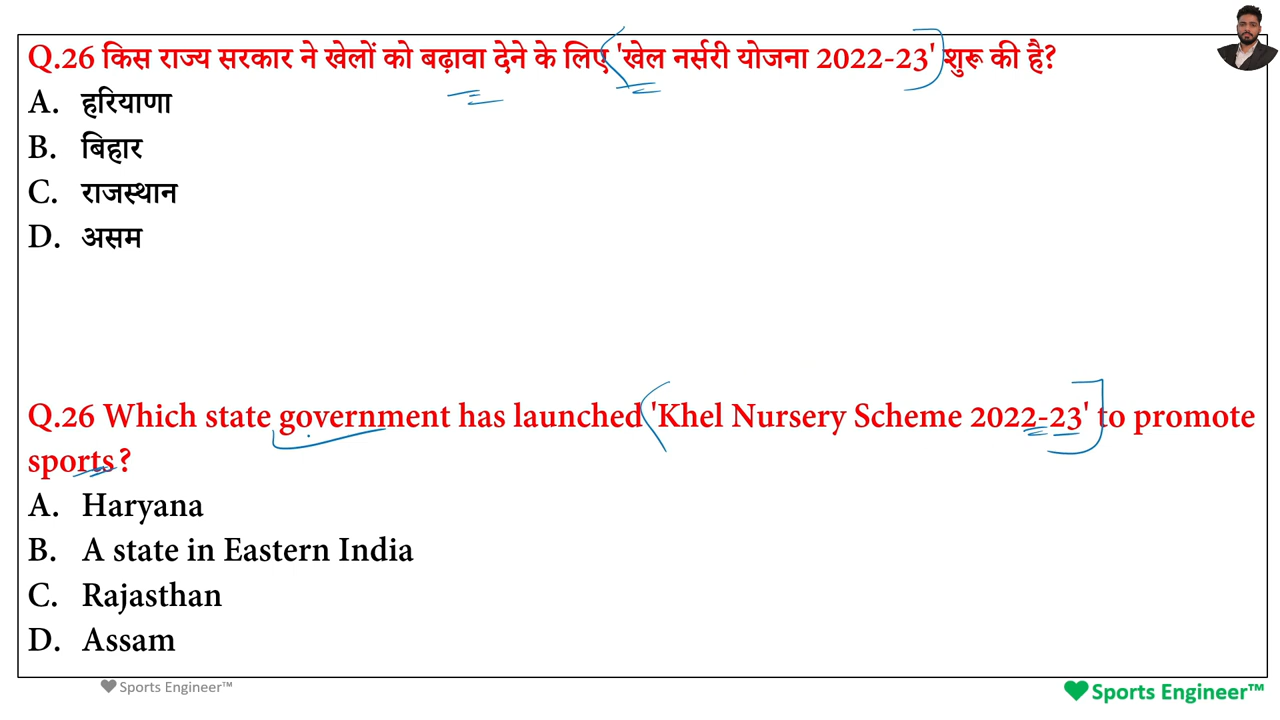 Q.26 किस राज्य सरकार ने खेलों को बढ़ावा देने के लिए 'खेल नर्सरी योजना 2022-23' शुरू की है?
A. हरियाणा
B. बिहार
C. राजस्थान
D. असम
Q.26 Which state government has launched 'Khel Nursery Scheme 2022-23' to promote
sports?
A. Haryana
B. A state in Eastern India
C. Rajasthan
D. Assam
Sports Engineer™
Sports Engineer™